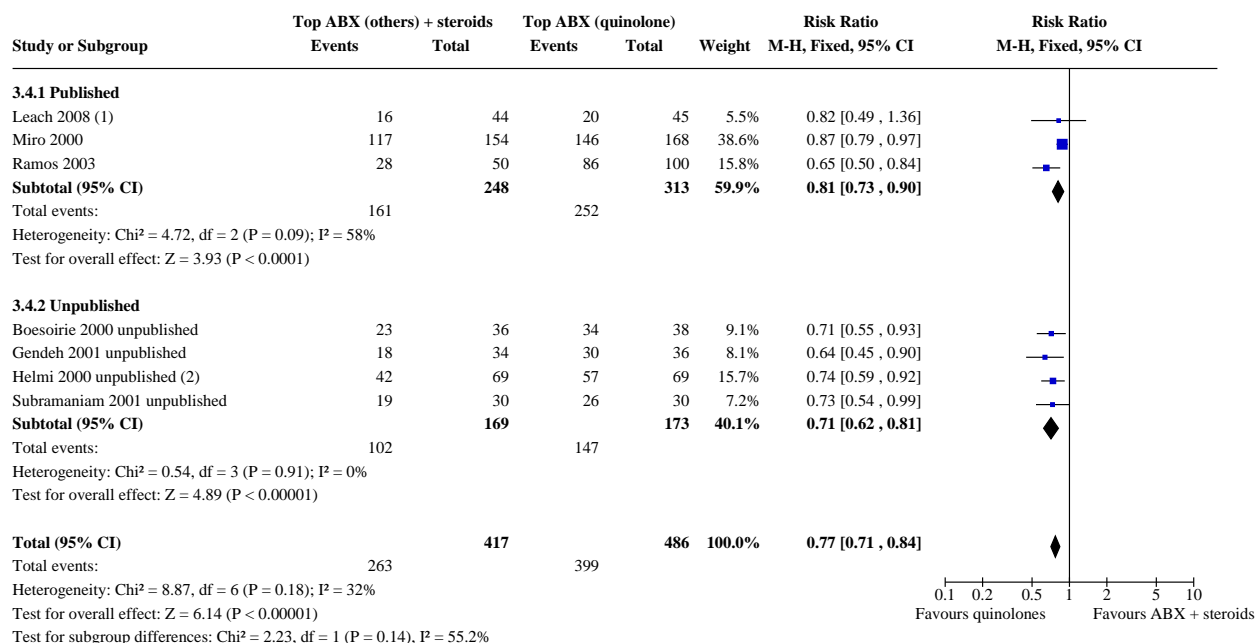 Top ABX (others) + steroids Top ABX (quinolone) Risk Ratio Risk Ratio
Study or Subgroup Events Total Events Total Weight M-H, Fixed, 95% CI M-H, Fixed, 95% CI
3.4.1 Published
Leach 2008 (1) 16 44 20 45 5.5% 0.82 [0.49 , 1.36]
Miro 2000 117 154 146 168 38.6% 0.87 [0.79 , 0.97]
Ramos 2003 28 50 86 100 15.8% 0.65 [0.50 , 0.84]
Subtotal (95% CI) 248 313 59.9% 0.81 [0.73 , 0.90]
Total events: 161 252
Heterogeneity: Chi² = 4.72, df = 2 (P = 0.09); I² = 58%
Test for overall effect: Z = 3.93 (P < 0.0001)
3.4.2 Unpublished
Boesoirie 2000 unpublished 23 36 34 38 9.1% 0.71 [0.55 , 0.93]
Gendeh 2001 unpublished 18 34 30 36 8.1% 0.64 [0.45 , 0.90]
Helmi 2000 unpublished (2) 42 69 57 69 15.7% 0.74 [0.59 , 0.92]
Subramaniam 2001 unpublished 19 30 26 30 7.2% 0.73 [0.54 , 0.99]
Subtotal (95% CI) 169 173 40.1% 0.71 [0.62 , 0.81]
Total events: 102 147
Heterogeneity: Chi² = 0.54, df = 3 (P = 0.91); I² = 0%
Test for overall effect: Z = 4.89 (P < 0.00001)
Total (95% CI) 417 486 100.0% 0.77 [0.71 , 0.84]
Total events: 263 399
Heterogeneity: Chi² = 8.87, df = 6 (P = 0.18); I² = 32%
0.1 0.2 0.5 1 2 5 10
Test for overall effect: Z = 6.14 (P < 0.00001)
Favours quinolones Favours ABX + steroids
Test for subgroup differences: Chi² = 2.23, df = 1 (P = 0.14), I² = 55.2%